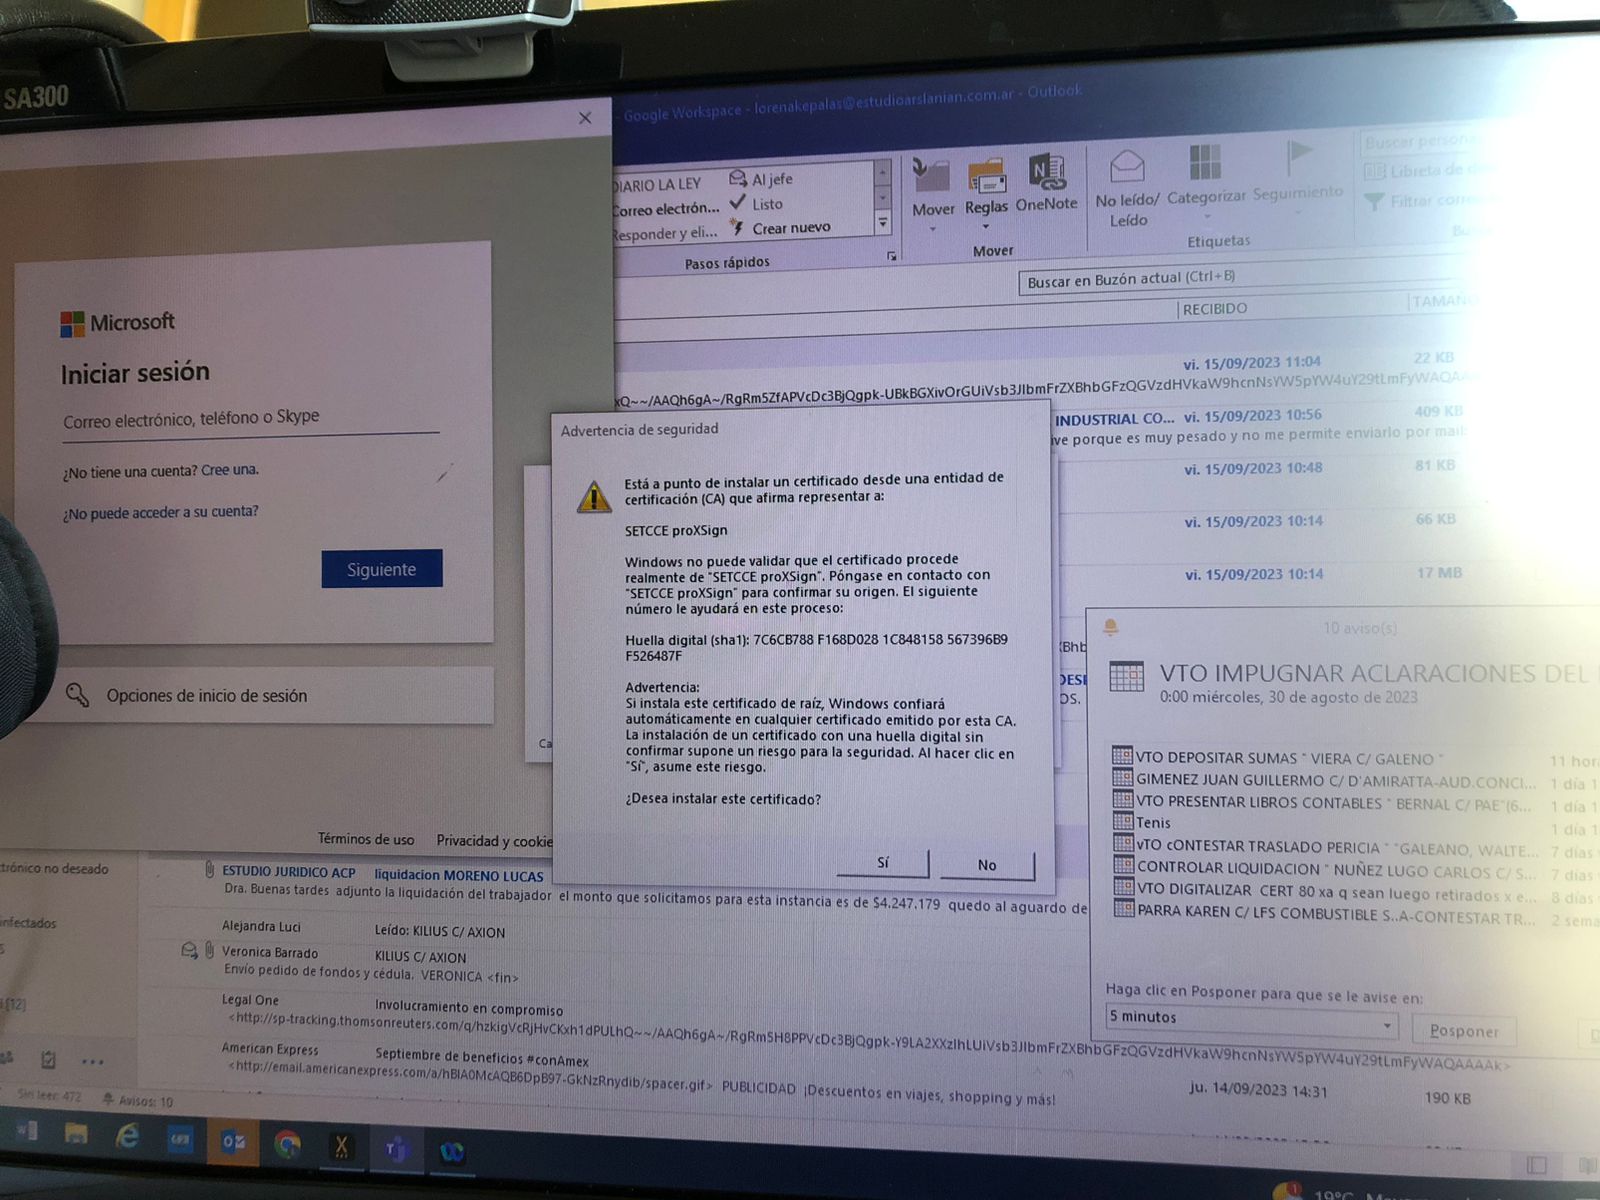 SA300
Google Workspace - lorenakepalas@estudioarslanian.com.ar - Outlook
DIARIO LA LEY
Al jefe
Correo electrón...
Listo
Responder y eli...
Crear nuevo
Pasos rápidos
Mover
Reglas
OneNote
Mover
No leído/
Leído
Categorizar
Seguimiento
Etiquetas
Buscar
Libreta de
Filtrar
Buscar en Buzón actual (Ctrl+B)
RECIBIDO
TAMAÑO
vi. 15/09/2023 11:04
22 KB
INDUSTRIAL CO...
vi. 15/09/2023 10:56
409 KB
porque es muy pesado y no me permite enviarlo por mail.
vi. 15/09/2023 10:48
81 KB
vi. 15/09/2023 10:14
66 KB
vi. 15/09/2023 10:14
17 MB
Microsoft
Iniciar sesión
Correo electrónico, teléfono o Skype
¿No tiene una cuenta? Cree una.
¿No puede acceder a su cuenta?
Siguiente
Opciones de inicio de sesión
Términos de uso
Privacidad y cookie
Advertencia de seguridad
Está a punto de instalar un certificado desde una entidad de
certificación (CA) que afirma representar a:
SETCCE proXSign
Windows no puede validar que el certificado procede
realmente de "SETCCE proXSign". Póngase en contacto con
"SETCCE proXSign" para confirmar su origen. El siguiente
número le ayudará en este proceso:
Huella digital (sha1): 7C6CB788 F168D028 1C848158 567396B9
F526487F
Advertencia:
Si instala este certificado de raíz, Windows confiará
automáticamente en cualquier certificado emitido por esta CA.
La instalación de un certificado con una huella digital sin
confirmar supone un riesgo para la seguridad. Al hacer clic en
"Sí", asume este riesgo.
¿Desea instalar este certificado?
Sí
No
10 aviso(s)
VTO IMPUGNAR ACLARACIONES DEL
0:00 miércoles, 30 de agosto de 2023
VTO DEPOSITAR SUMAS " VIERA C/ GALENO "
11 hor
GIMENEZ JUAN GUILLERMO C/ D'AMIRATTA-AUD.CONCI...
1 día 1
VTO PRESENTAR LIBROS CONTABLES " BERNAL C/ PAE"(6...
1 día 1
Tenis
1 día 1
vTO cONTESTAR TRASLADO PERICIA " "GALEANO, WALTE...
7 días
CONTROLAR LIQUIDACION " NUÑEZ LUGO CARLOS C/ S...
7 días
VTO DIGITALIZAR CERT 80 xa q sean luego retirados x e...
8 días
PARRA KAREN C/ LFS COMBUSTIBLE S..A-CONTESTAR TR...
2 sema
Haga clic en Posponer para que se le avise en:
5 minutos
Posponer
ctrónico no deseado
infectados
[12]
ESTUDIO JURIDICO ACP
liquidacion MORENO LUCAS
Dra. Buenas tardes adjunto la liquidación del trabajador el monto que solicitamos para esta instancia es de $4.247.179 quedo al aguardo de
Alejandra Luci
Leído: KILIUS C/ AXION
Veronica Barrado
KILIUS C/ AXION
Envío pedido de fondos y cédula. VERONICA <fin>
Legal One
Involucramiento en compromiso
American Express
Septiembre de beneficios #conAmex
<http://email.americanexpress.com/a/hBIA0McAQB6DpB97-GkNzRnydib/spacer.gif> PUBLICIDAD ¡Descuentos en viajes, shopping y más!
ju. 14/09/2023 14:31
190 KB
Sin leer: 472
Avisos: 10
19°C